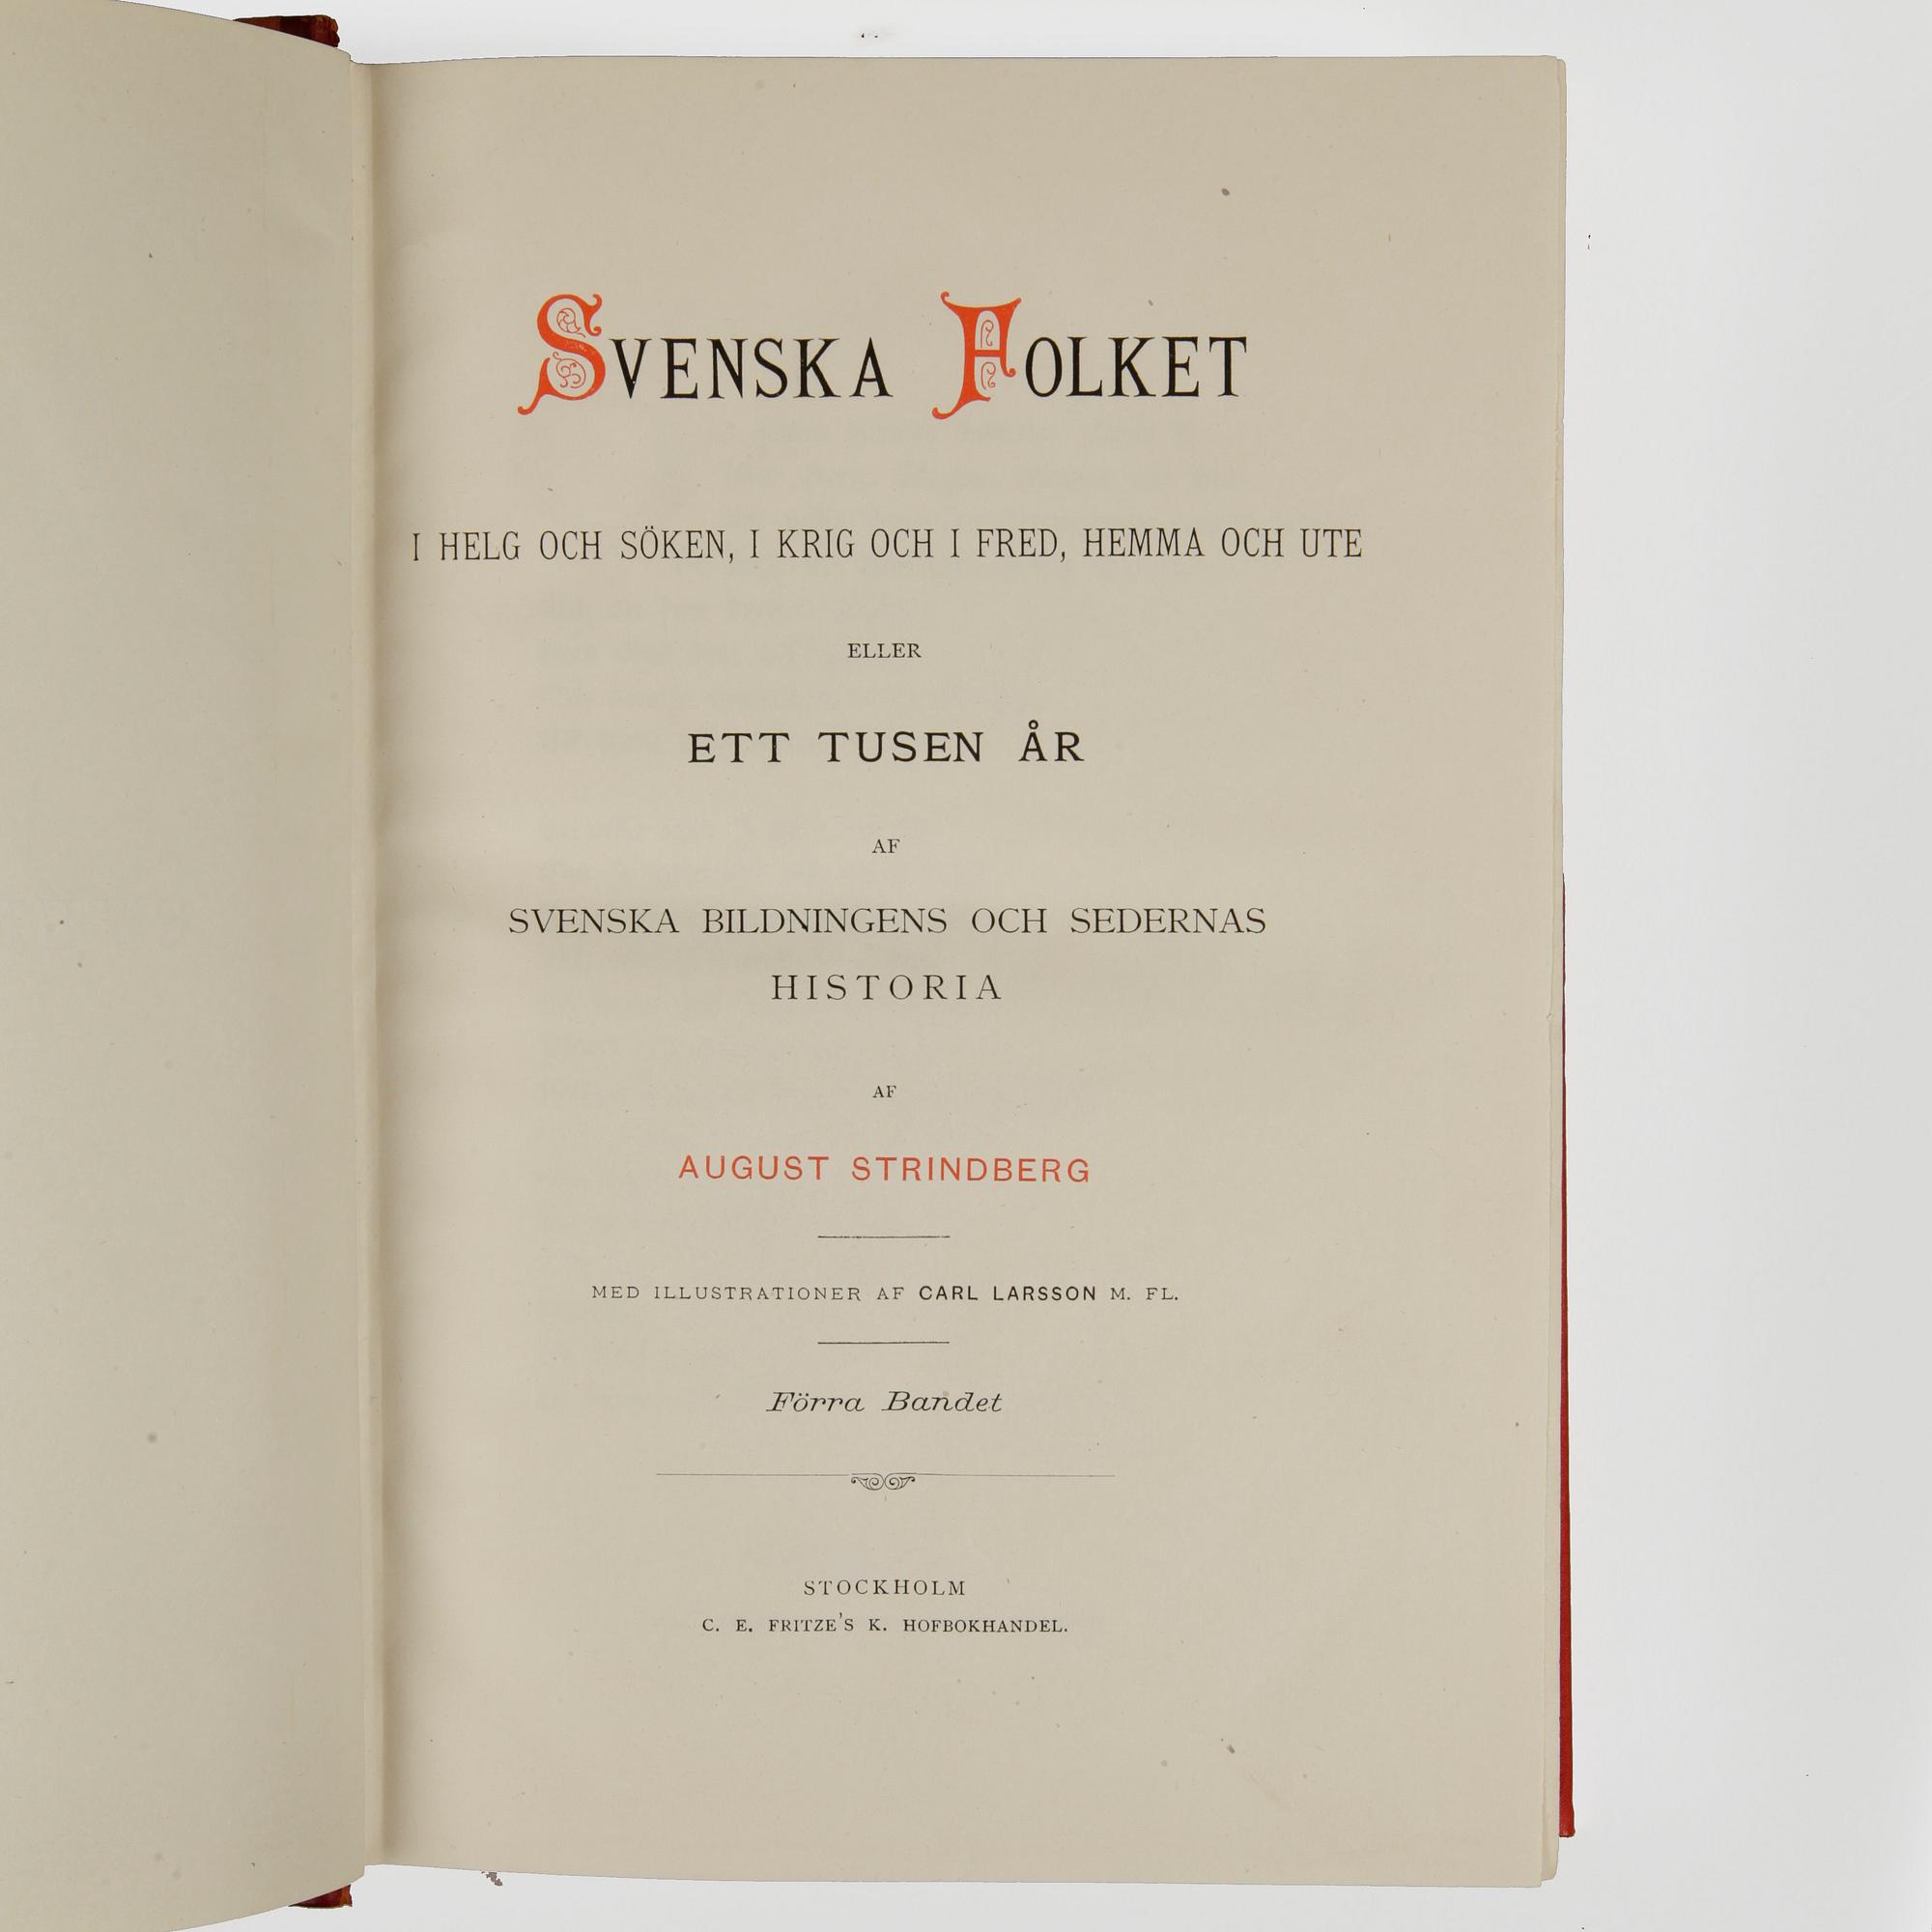 SVENSKA FOLKET
I HELG OCH SÖKEN, I KRIG OCH I FRED, HEMMA OCH UTE
ELLER
ETT TUSEN ÅR
AF
SVENSKA BILDNINGENS OCH SEDERNAS
HISTORIA
AF
AUGUST STRINDBERG
MED ILLUSTRATIONER AF CARL LARSSON M. FL.
Förra Bandet
STOCKHOLM
C. E. FRITZE'S K. HOFBOKHANDEL.